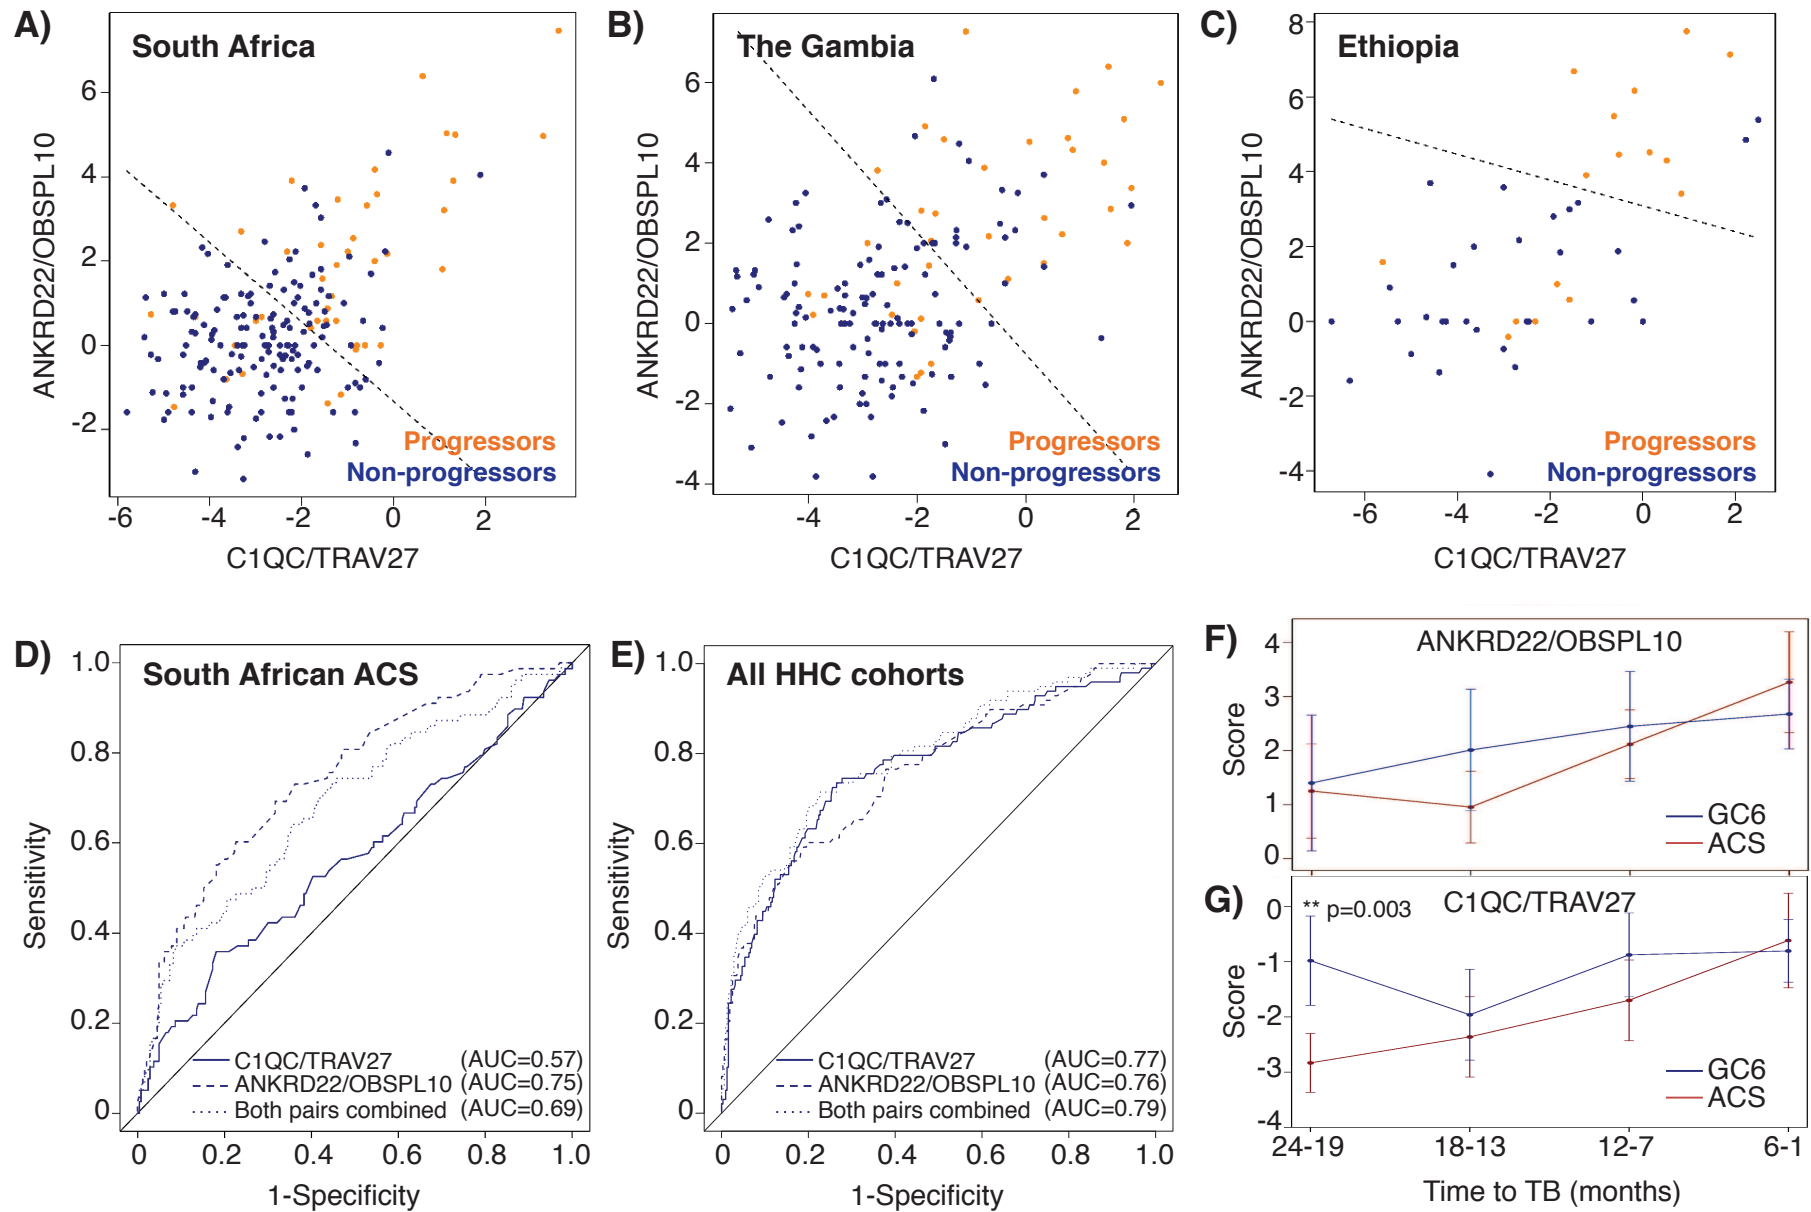 A)
South Africa
ANKRD22/OBSPL10
6
4
2
0
-2
-6 -4 -2 0 2
C1QC/TRAV27
Progressors
Non-progressors
B)
The Gambia
ANKRD22/OBSPL10
6
4
2
0
-2
-4
-4 -2 0 2
C1QC/TRAV27
Progressors
Non-progressors
C)
Ethiopia
ANKRD22/OBSPL10
8
6
4
2
0
-2
-4
-6 -4 -2 0 2
C1QC/TRAV27
Progressors
Non-progressors
D)
South African ACS
Sensitivity
1.0
0.8
0.6
0.4
0.2
0
C1QC/TRAV27 (AUC=0.57)
ANKRD22/OBSPL10 (AUC=0.75)
Both pairs combined (AUC=0.69)
0 0.2 0.4 0.6 0.8 1.0
1-Specificity
E)
All HHC cohorts
Sensitivity
1.0
0.8
0.6
0.4
0.2
0
C1QC/TRAV27 (AUC=0.77)
ANKRD22/OBSPL10 (AUC=0.76)
Both pairs combined (AUC=0.79)
0 0.2 0.4 0.6 0.8 1.0
1-Specificity
F)
ANKRD22/OBSPL10
Score
4
3
2
1
0
GC6
ACS
G)
** p=0.003
C1QC/TRAV27
Score
0
-1
-2
-3
-4
GC6
ACS
24-19 18-13 12-7 6-1
Time to TB (months)